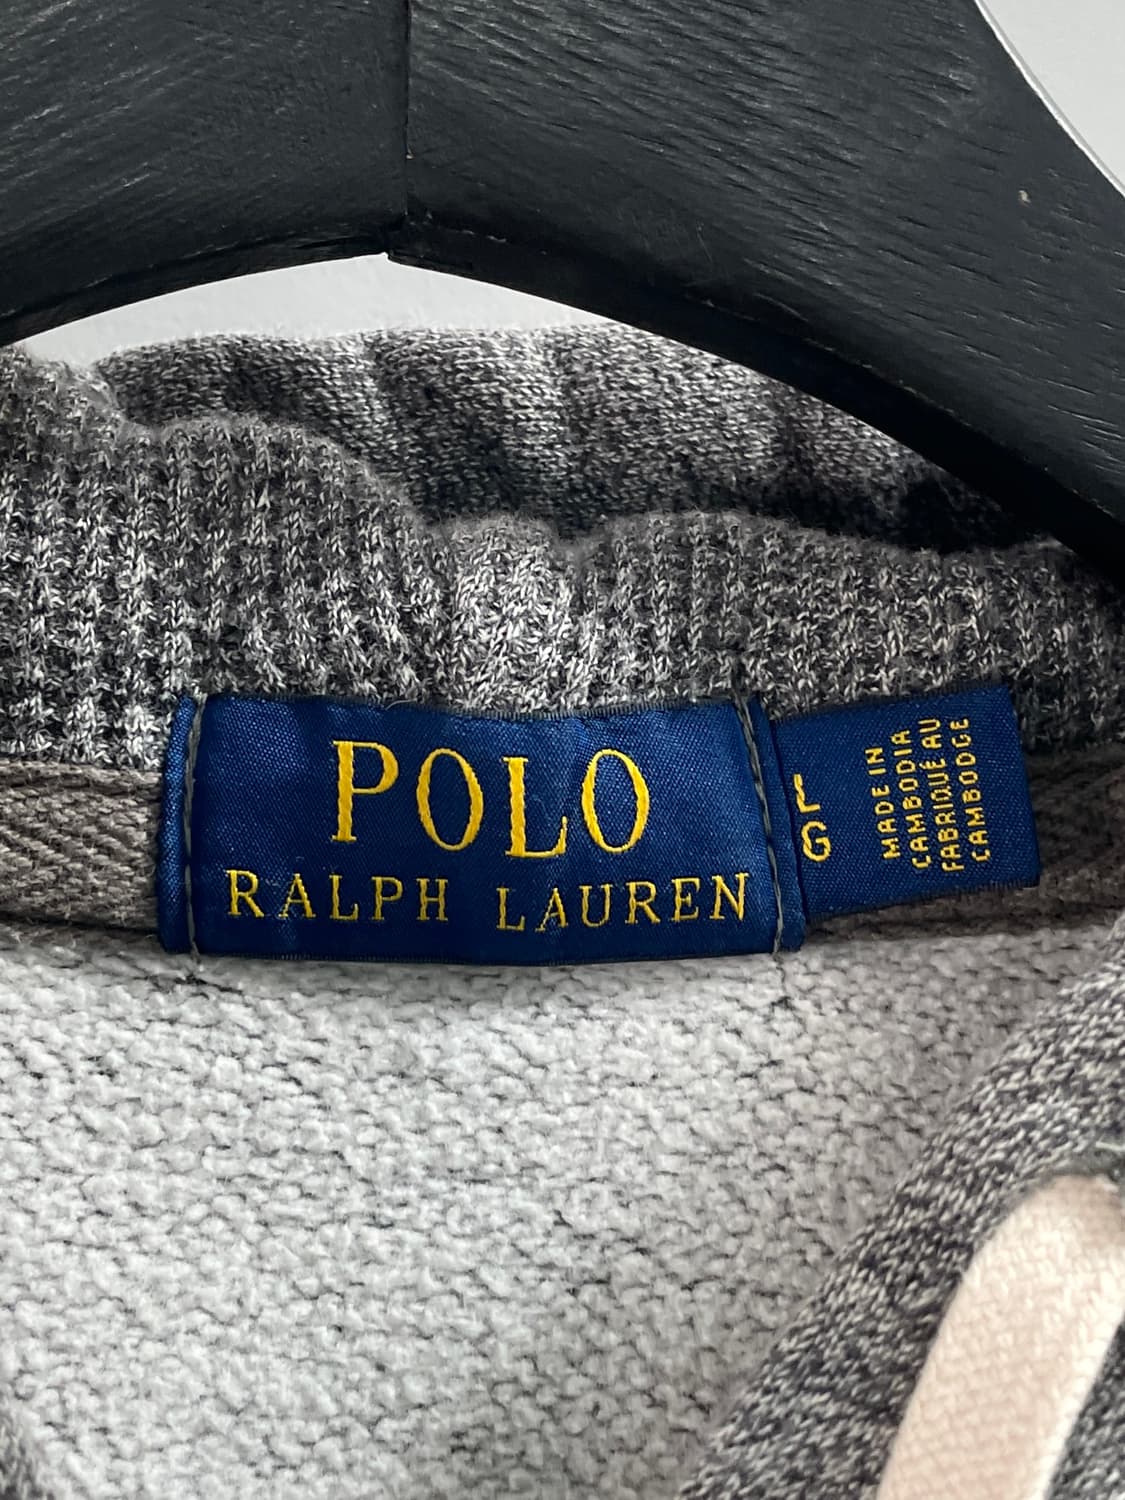 POLO
RALPH LAUREN
L
G
MADE IN
CAMBODIA
FABRIQUÉ AU
CAMBODGE